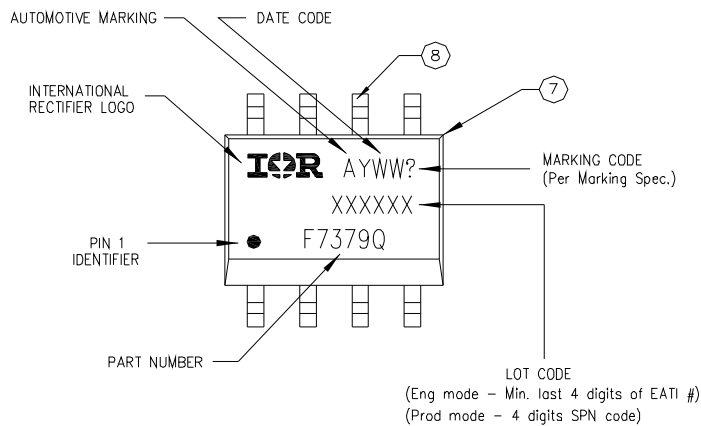 AUTOMOTIVE MARKING
DATE CODE
8
7
INTERNATIONAL
RECTIFIER LOGO
IOR
AYWW?
MARKING CODE
(Per Marking Spec.)
XXXXXX
PIN 1
IDENTIFIER
F7379Q
PART NUMBER
LOT CODE
(Eng mode - Min. last 4 digits of EATI #)
(Prod mode - 4 digits SPN code)